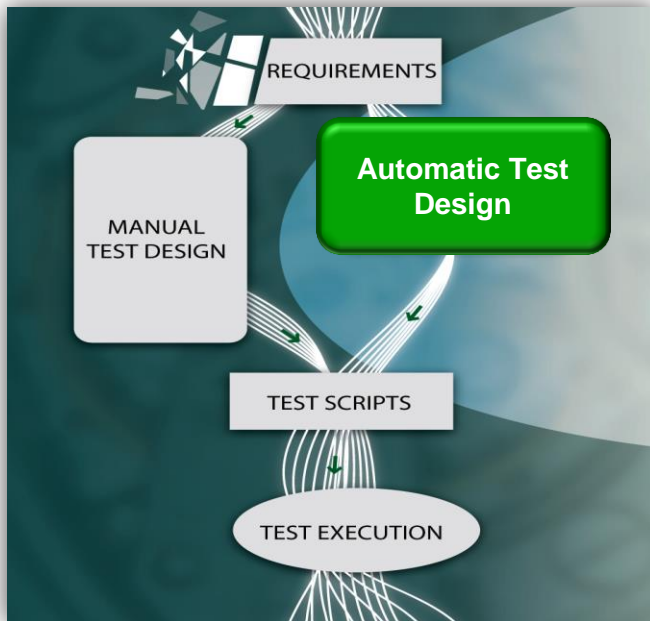 REQUIREMENTS
Automatic Test
Design
MANUAL
TEST DESIGN
TEST SCRIPTS
TEST EXECUTION